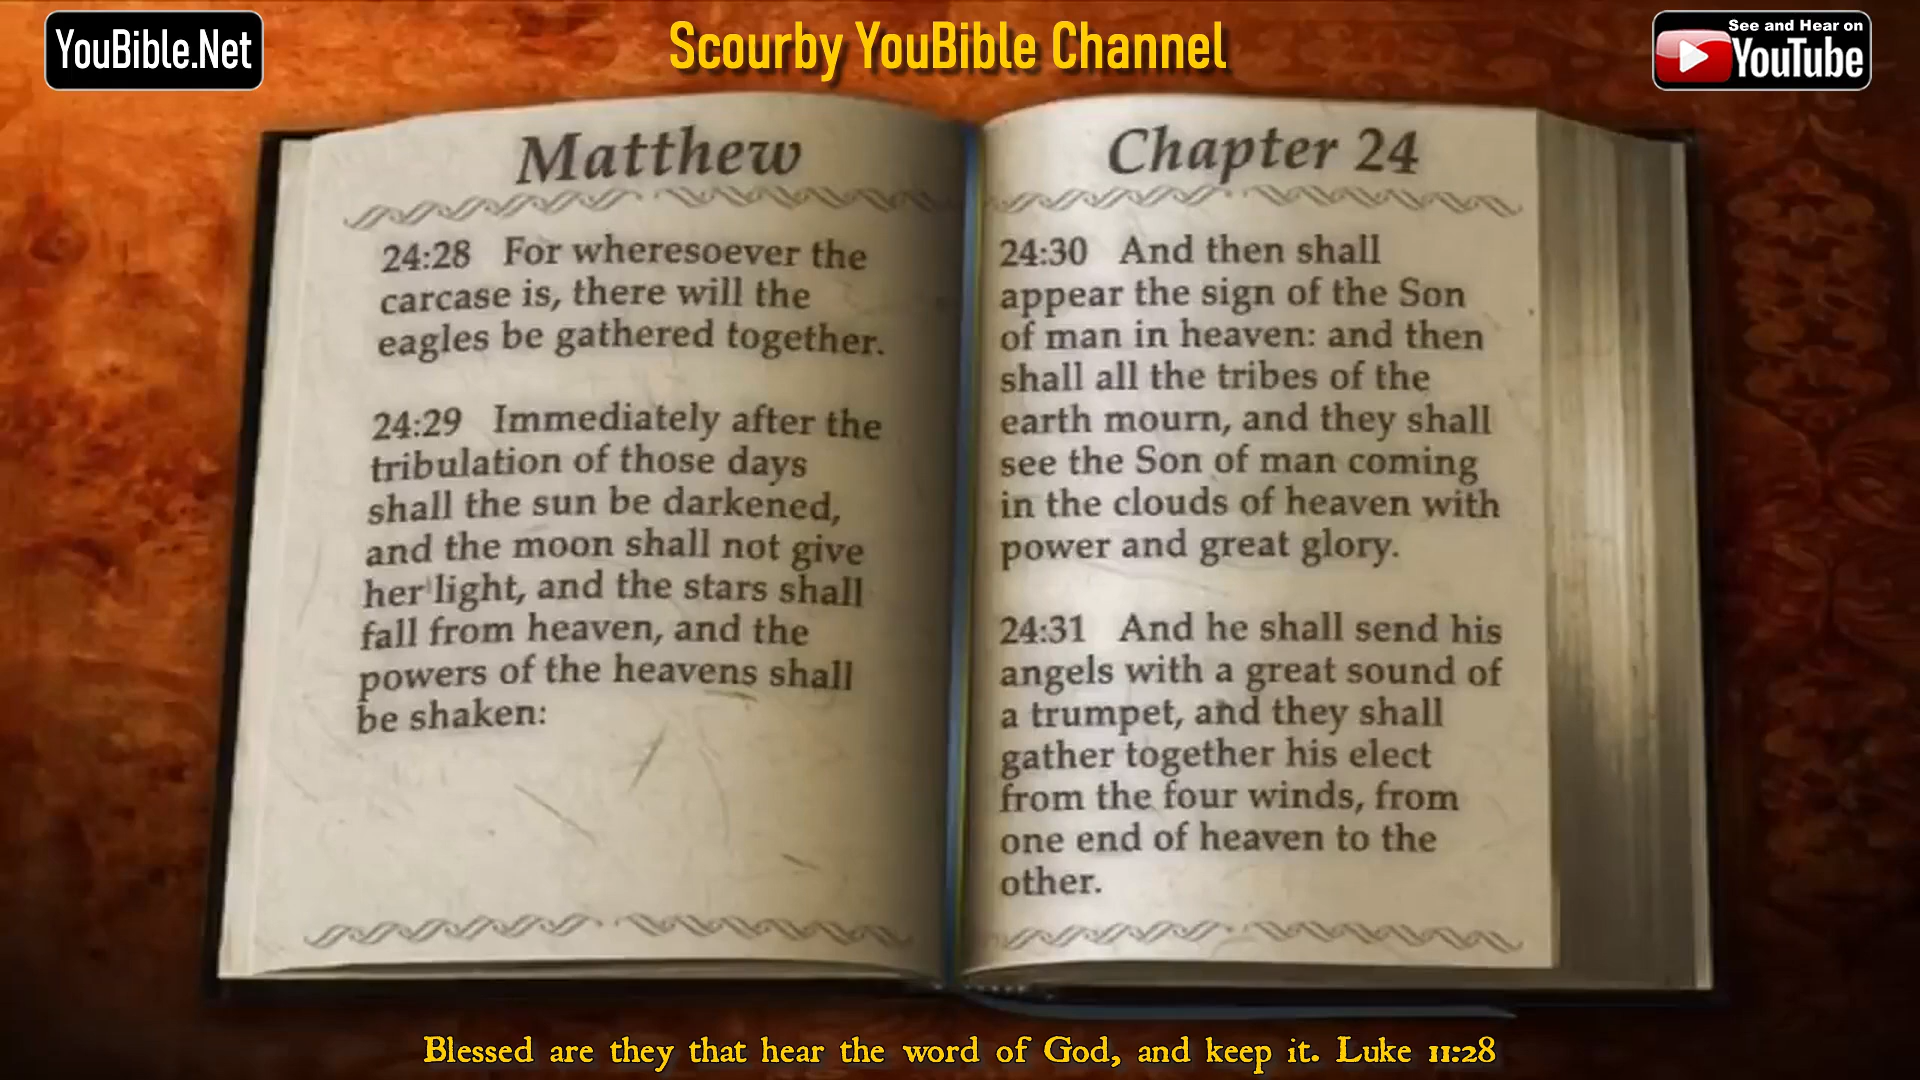 YouBible.Net
Scourby YouBible Channel
See and Hear on
YouTube
Matthew
24:28 For wheresoever the
carcase is, there will the
eagles be gathered together.
24:29 Immediately after the
tribulation of those days
shall the sun be darkened,
and the moon shall not give
her light, and the stars shall
fall from heaven, and the
powers of the heavens shall
be shaken:
Chapter 24
24:30 And then shall
appear the sign of the Son
of man in heaven: and then
shall all the tribes of the
earth mourn, and they shall
see the Son of man coming
in the clouds of heaven with
power and great glory.
24:31 And he shall send his
angels with a great sound of
a trumpet, and they shall
gather together his elect
from the four winds, from
one end of heaven to the
other.
Blessed are they that hear the word of God, and keep it. Luke 11:28